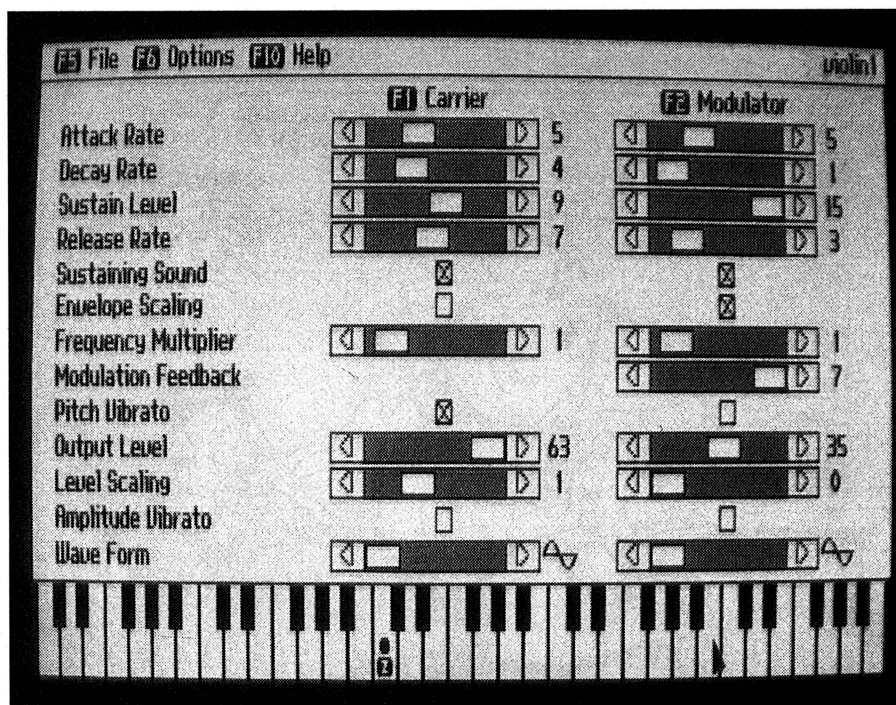 F5 File F6 Options F10 Help violin1
F1 Carrier F2 Modulator
Attack Rate 5 5
Decay Rate 4 1
Sustain Level 9 15
Release Rate 7 3
Sustaining Sound X X
Envelope Scaling X
Frequency Multiplier 1 1
Modulation Feedback 7
Pitch Vibrato X
Output Level 63 35
Level Scaling 1 0
Amplitude Vibrato
Wave Form
Z